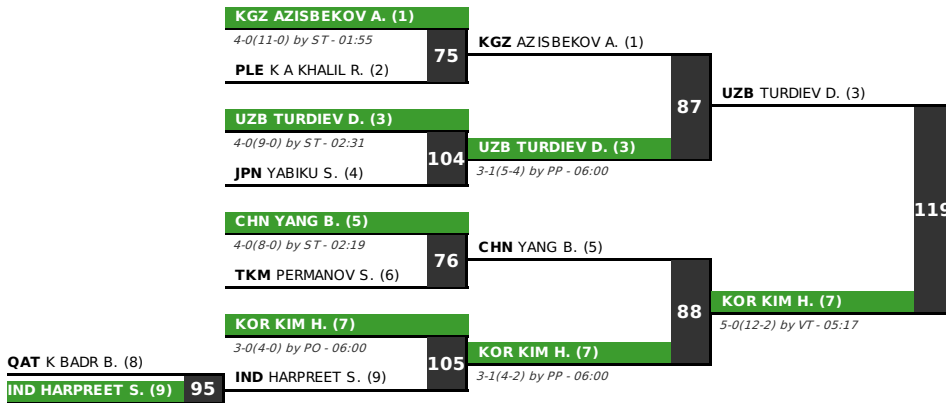 KGZ AZISBEKOV A. (1)
4-0(11-0) by ST - 01:55
PLE K A KHALIL R. (2)
75
UZB TURDIEV D. (3)
4-0(9-0) by ST - 02:31
JPN YABIKU S. (4)
104
CHN YANG B. (5)
4-0(8-0) by ST - 02:19
TKM PERMANOV S. (6)
76
KOR KIM H. (7)
3-0(4-0) by PO - 06:00
IND HARPREET S. (9)
105
QAT K BADR B. (8)
IND HARPREET S. (9)
95
KGZ AZISBEKOV A. (1)
87
UZB TURDIEV D. (3)
3-1(5-4) by PP - 06:00
CHN YANG B. (5)
88
KOR KIM H. (7)
3-1(4-2) by PP - 06:00
UZB TURDIEV D. (3)
119
KOR KIM H. (7)
5-0(12-2) by VT - 05:17